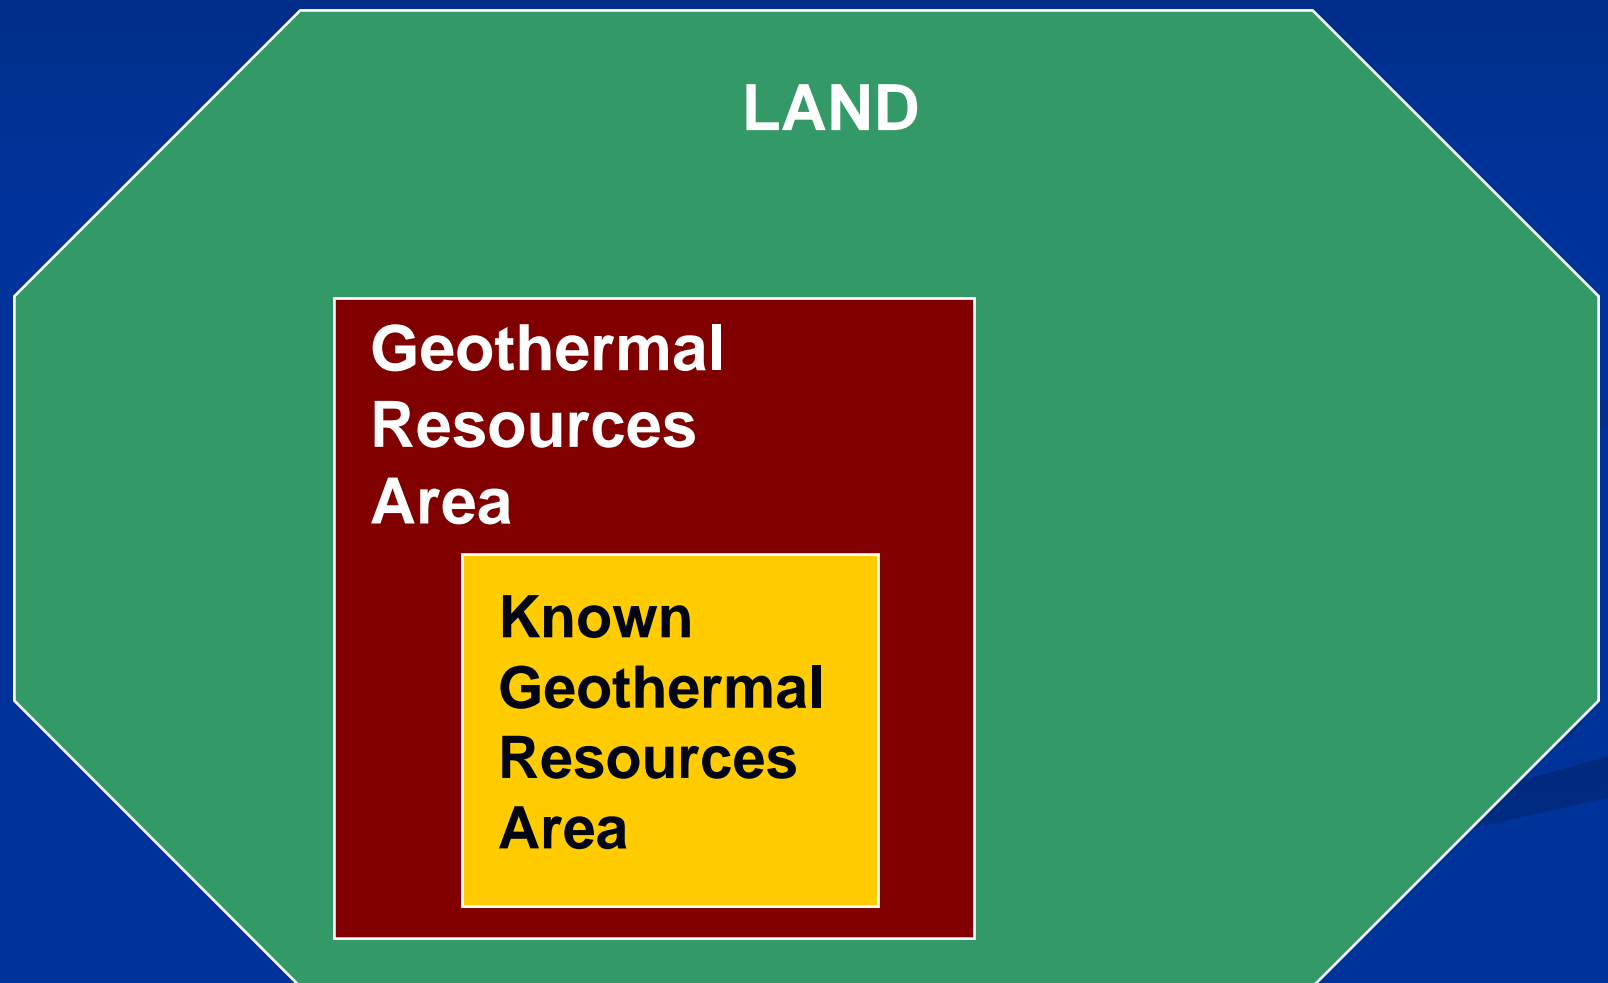 LAND
Geothermal
Resources
Area
Known
Geothermal
Resources
Area